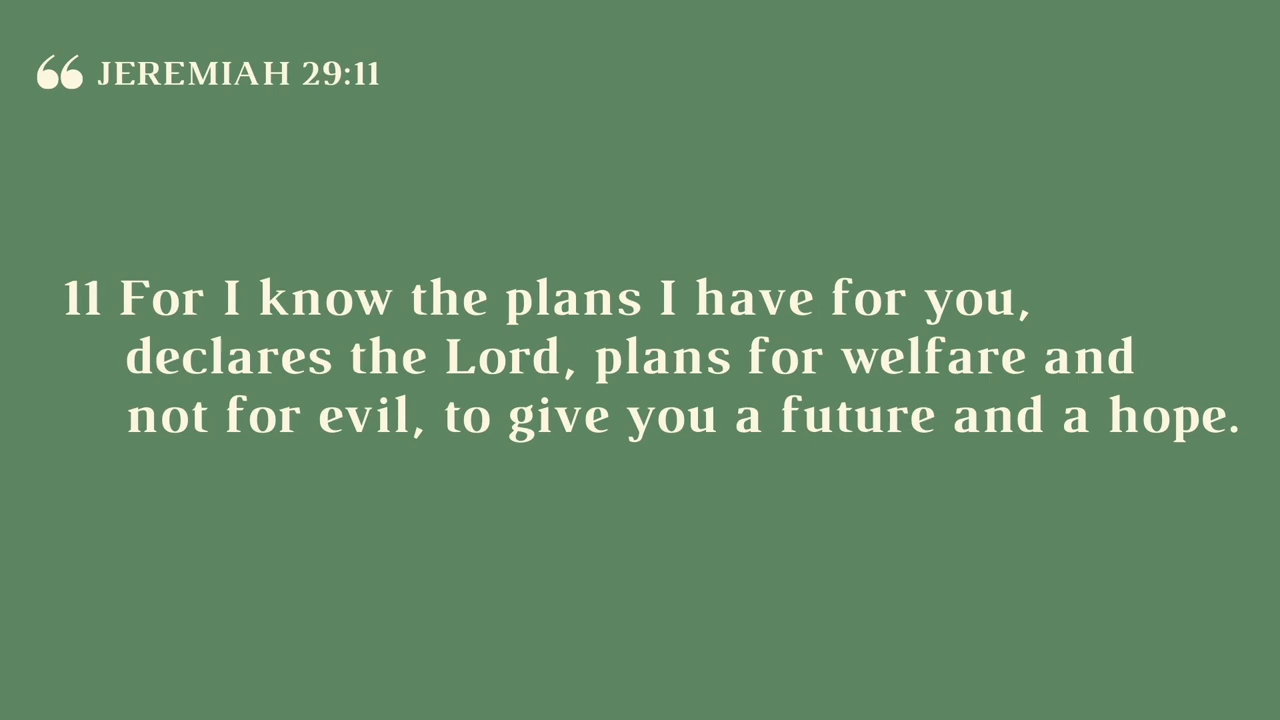 “ JEREMIAH 29:11
11 For I know the plans I have for you,
declares the Lord, plans for welfare and
not for evil, to give you a future and a hope.